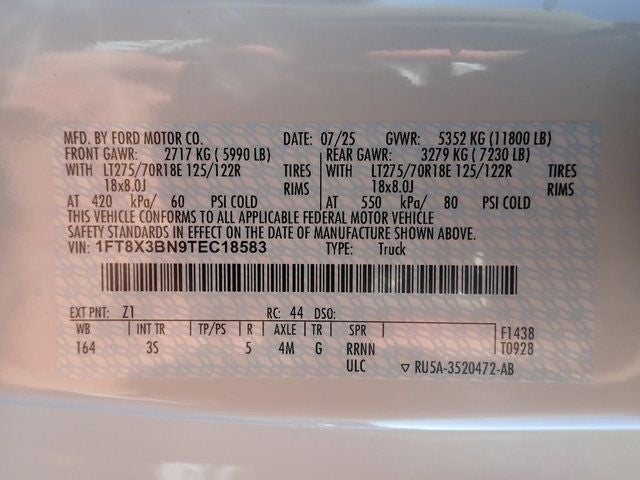 MFD. BY FORD MOTOR CO. DATE: 07/25 GVWR: 5352 KG (11800 LB)
FRONT GAWR: 2717 KG ( 5990 LB) REAR GAWR: 3279 KG ( 7230 LB)
WITH LT275/70R18E 125/122R TIRES WITH LT275/70R18E 125/122R TIRES
18x8.0J RIMS 18x8.0J RIMS
AT 420 kPa/ 60 PSI COLD AT 550 kPa/ 80 PSI COLD
THIS VEHICLE CONFORMS TO ALL APPLICABLE FEDERAL MOTOR VEHICLE
SAFETY STANDARDS IN EFFECT ON THE DATE OF MANUFACTURE SHOWN ABOVE.
VIN: 1FT8X3BN9TEC18583 TYPE: Truck
EXT PNT: Z1 RC: 44 DSO:
WB INT TR TP/PS R AXLE TR SPR F1438
164 3S 5 4M G RRNN T0928
ULC ▽ RU5A-3520472-AB